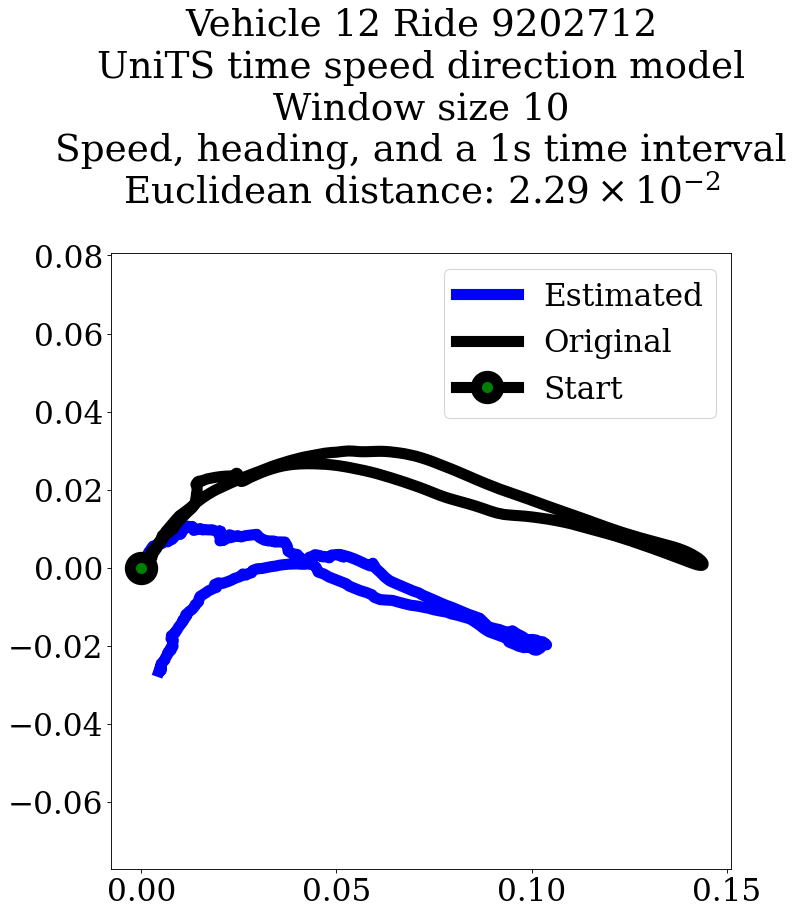 Vehicle 12 Ride 9202712
UniTS time speed direction model
Window size 10
Speed, heading, and a 1s time interval
Euclidean distance: 2.29 × 10⁻²
0.08
Estimated
0.06
Original
0.04
Start
0.02
0.00
−0.02
−0.04
−0.06
0.00 0.05 0.10 0.15